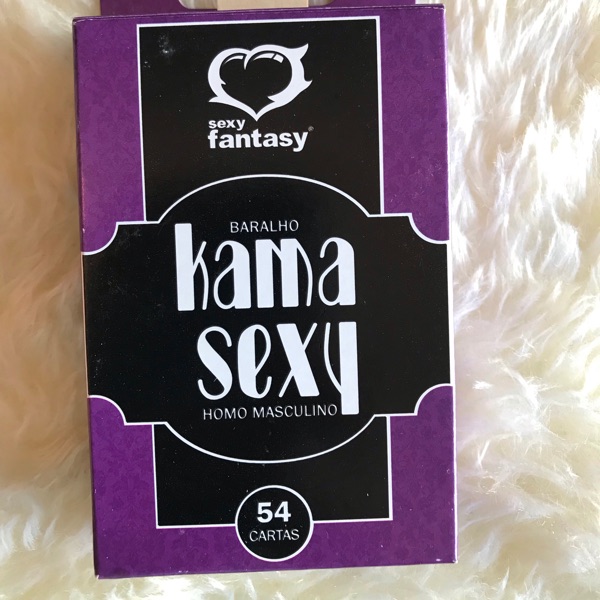 sexy
fantasy®
BARALHO
kama
sexy
HOMO MASCULINO
54
CARTAS